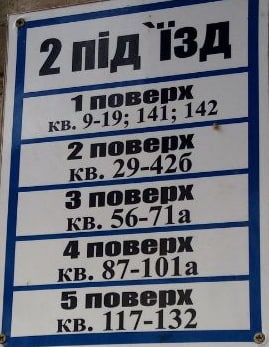 2 під`їзд
1 поверх
кв. 9-19; 141; 142
2 поверх
кв. 29-42б
3 поверх
кв. 56-71а
4 поверх
кв. 87-101а
5 поверх
кв. 117-132